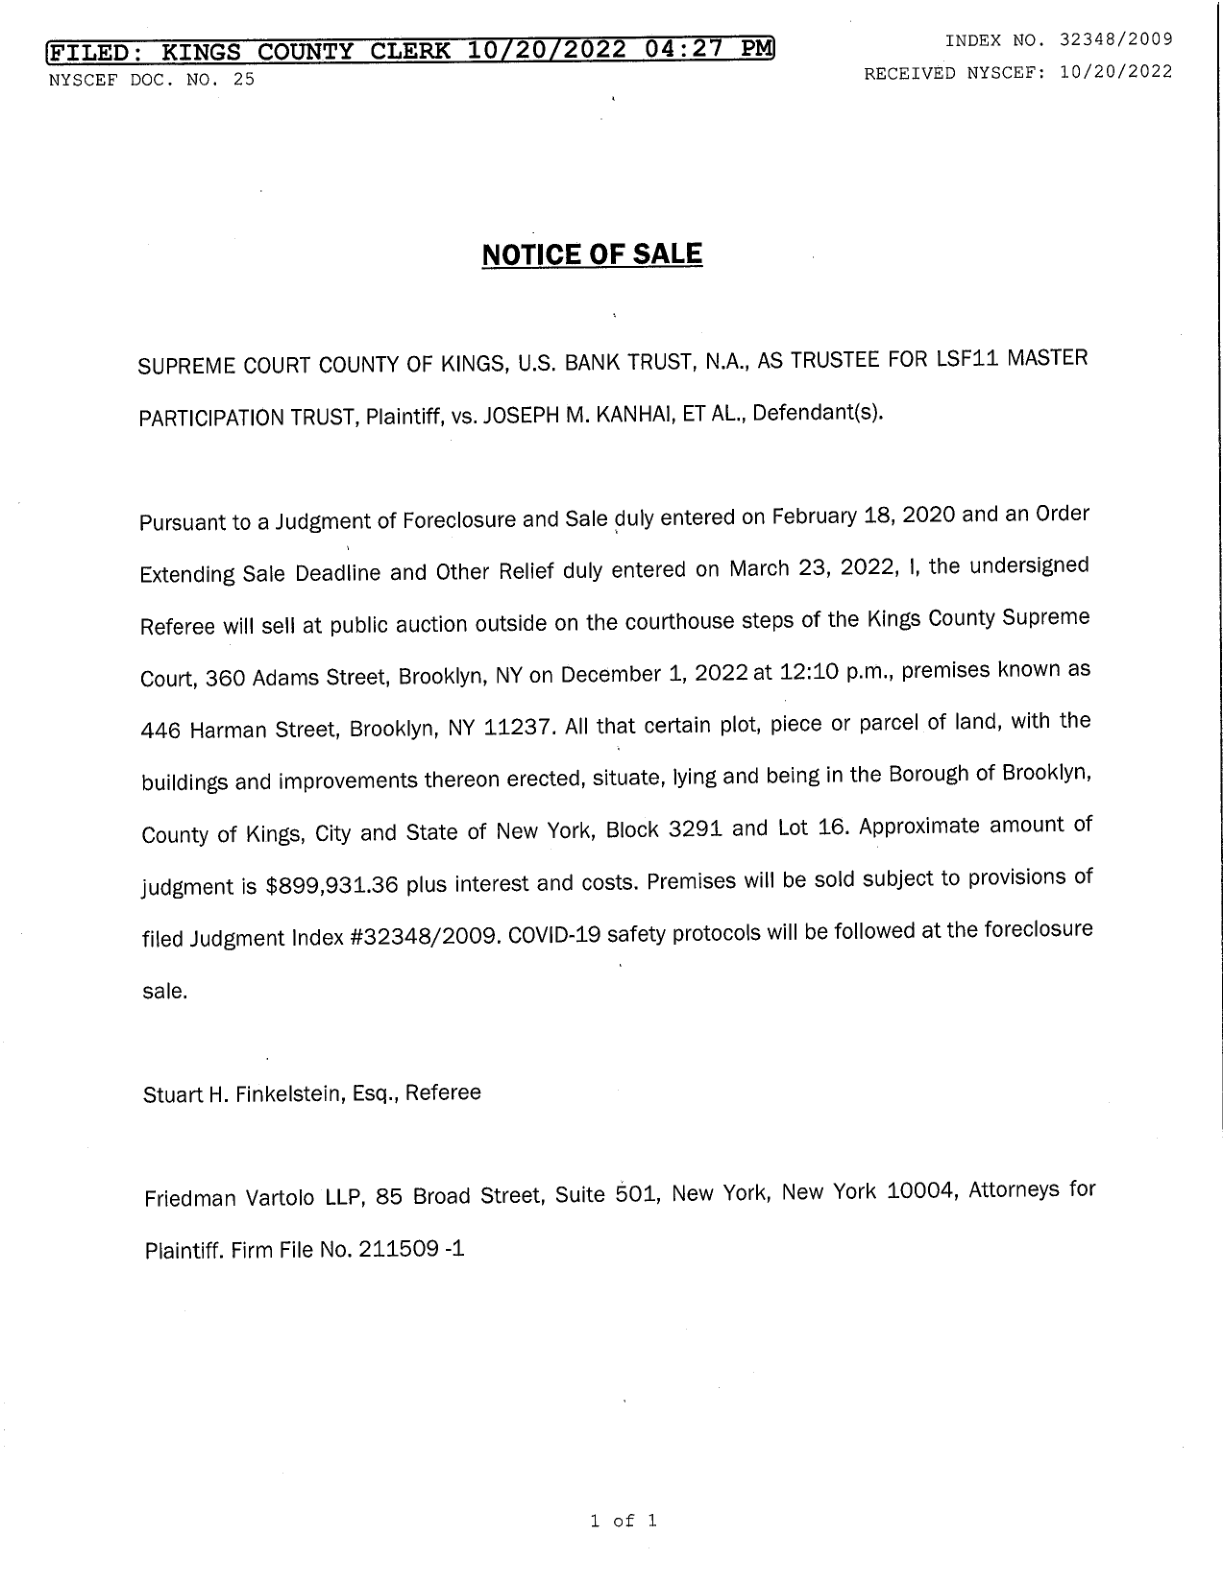 FILED: KINGS COUNTY CLERK 10/20/2022 04:27 PM
INDEX NO. 32348/2009
NYSCEF DOC. NO. 25
RECEIVED NYSCEF: 10/20/2022
NOTICE OF SALE
SUPREME COURT COUNTY OF KINGS, U.S. BANK TRUST, N.A., AS TRUSTEE FOR LSF11 MASTER
PARTICIPATION TRUST, Plaintiff, vs. JOSEPH M. KANHAI, ET AL., Defendant(s).
Pursuant to a Judgment of Foreclosure and Sale duly entered on February 18, 2020 and an Order
Extending Sale Deadline and Other Relief duly entered on March 23, 2022, I, the undersigned
Referee will sell at public auction outside on the courthouse steps of the Kings County Supreme
Court, 360 Adams Street, Brooklyn, NY on December 1, 2022 at 12:10 p.m., premises known as
446 Harman Street, Brooklyn, NY 11237. All that certain plot, piece or parcel of land, with the
buildings and improvements thereon erected, situate, lying and being in the Borough of Brooklyn,
County of Kings, City and State of New York, Block 3291 and Lot 16. Approximate amount of
judgment is $899,931.36 plus interest and costs. Premises will be sold subject to provisions of
filed Judgment Index #32348/2009. COVID-19 safety protocols will be followed at the foreclosure
sale.
Stuart H. Finkelstein, Esq., Referee
Friedman Vartolo LLP, 85 Broad Street, Suite 501, New York, New York 10004, Attorneys for
Plaintiff. Firm File No. 211509 -1
1 of 1